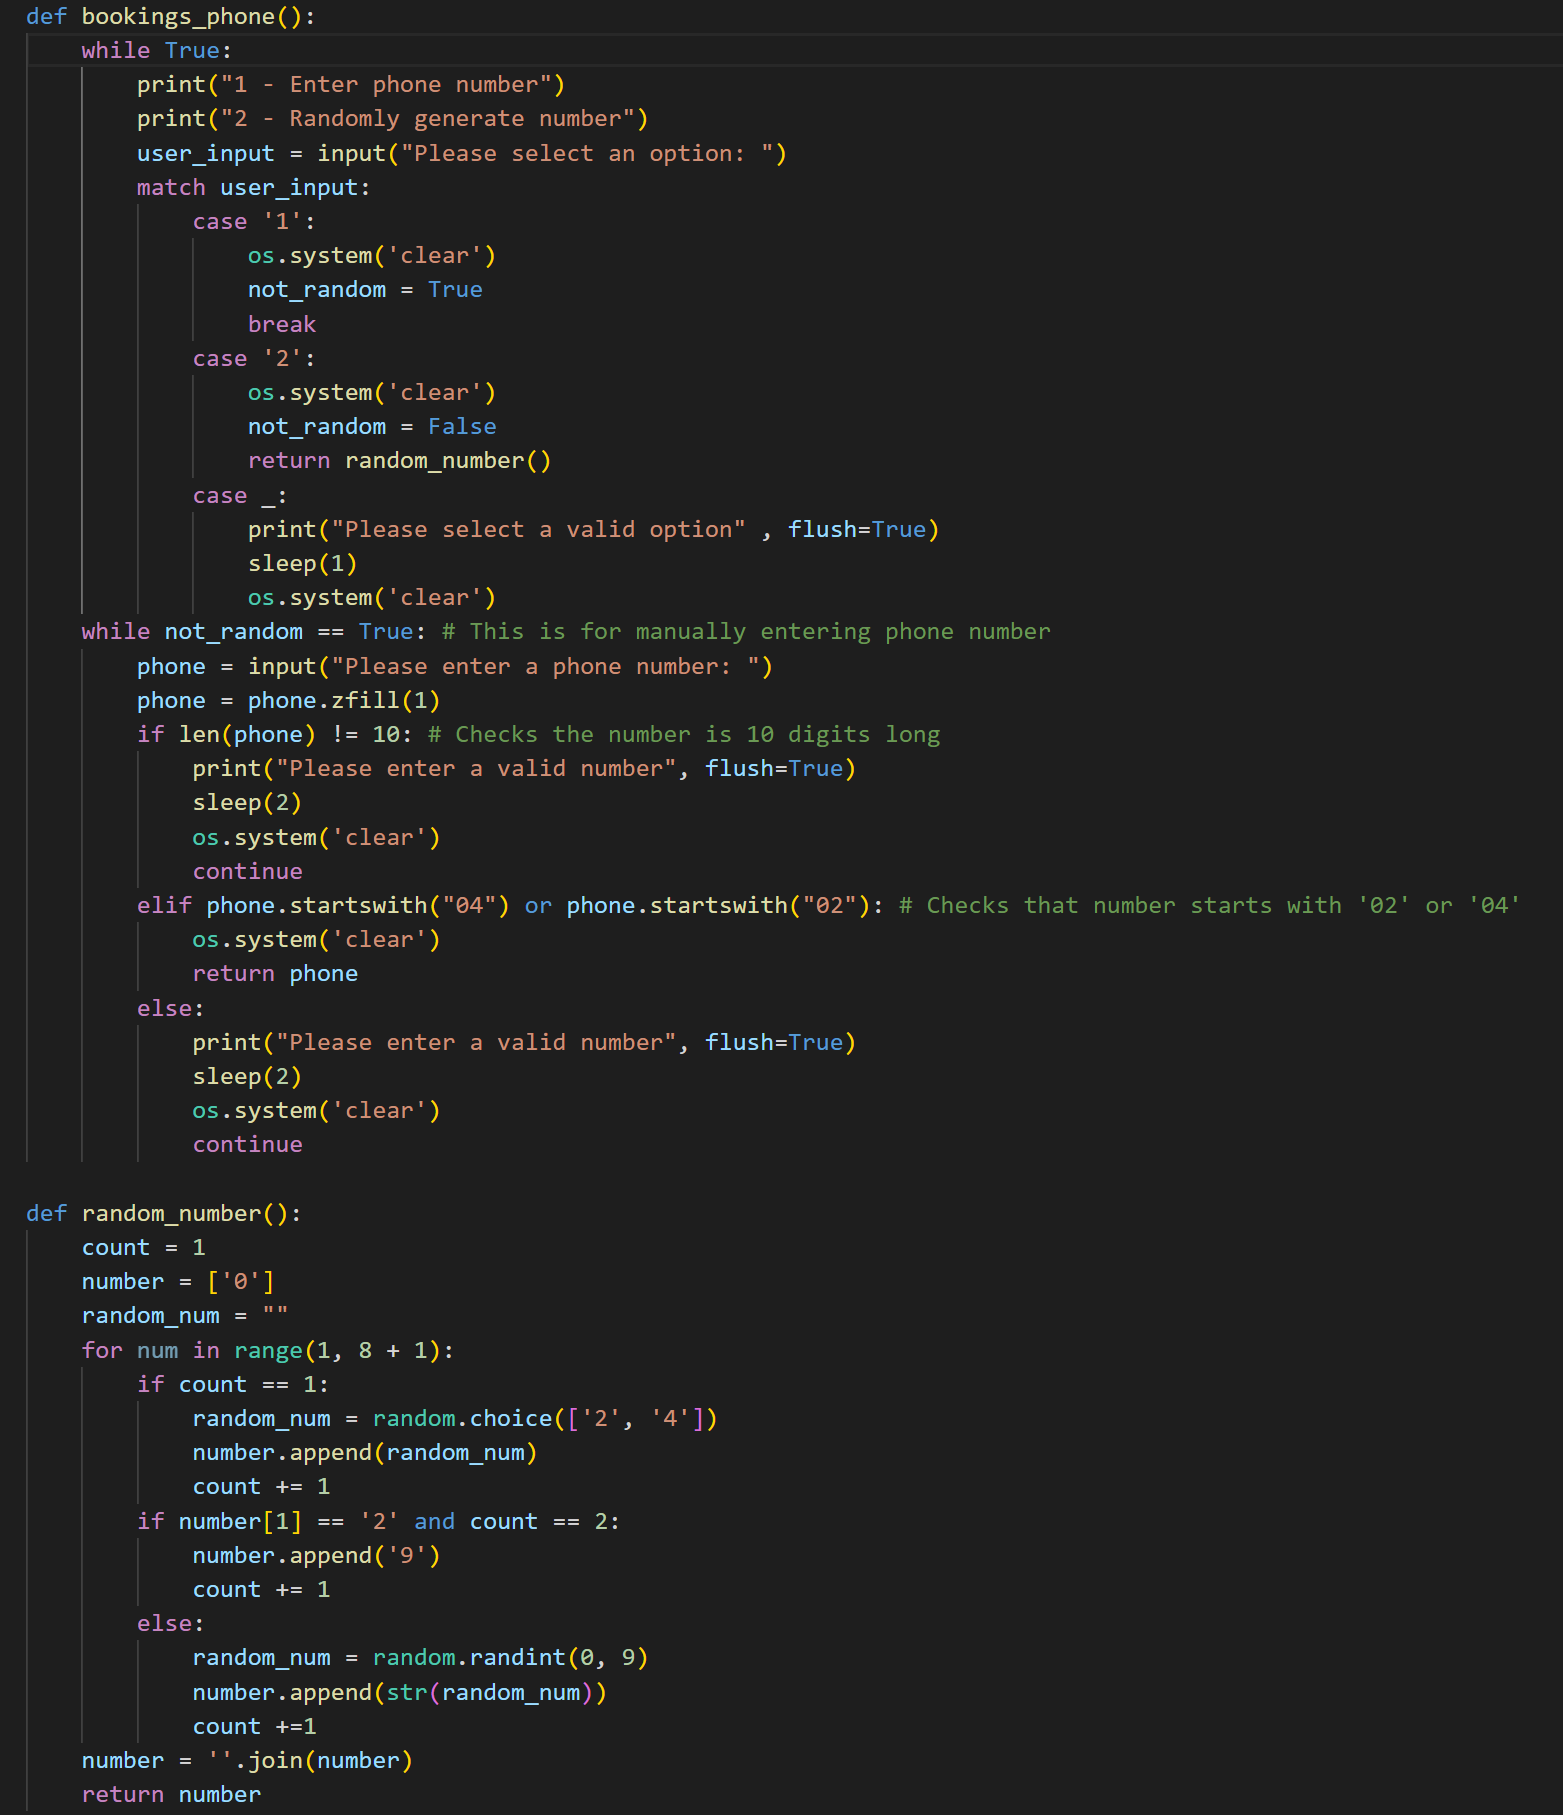 def bookings_phone():
    while True:
        print("1 - Enter phone number")
        print("2 - Randomly generate number")
        user_input = input("Please select an option: ")
        match user_input:
            case '1':
                os.system('clear')
                not_random = True
                break
            case '2':
                os.system('clear')
                not_random = False
                return random_number()
            case _:
                print("Please select a valid option" , flush=True)
                sleep(1)
                os.system('clear')
    while not_random == True: # This is for manually entering phone number
        phone = input("Please enter a phone number: ")
        phone = phone.zfill(1)
        if len(phone) != 10: # Checks the number is 10 digits long
            print("Please enter a valid number", flush=True)
            sleep(2)
            os.system('clear')
            continue
        elif phone.startswith("04") or phone.startswith("02"): # Checks that number starts with '02' or '04'
            os.system('clear')
            return phone
        else:
            print("Please enter a valid number", flush=True)
            sleep(2)
            os.system('clear')
            continue

def random_number():
    count = 1
    number = ['0']
    random_num = ""
    for num in range(1, 8 + 1):
        if count == 1:
            random_num = random.choice(['2', '4'])
            number.append(random_num)
            count += 1
        if number[1] == '2' and count == 2:
            number.append('9')
            count += 1
        else:
            random_num = random.randint(0, 9)
            number.append(str(random_num))
            count +=1
    number = ''.join(number)
    return number